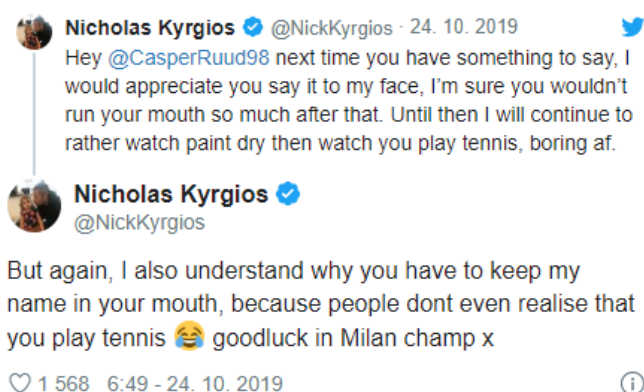 Nicholas Kyrgios @NickKyrgios · 24. 10. 2019
Hey @CasperRuud98 next time you have something to say, I
would appreciate you say it to my face, I'm sure you wouldn't
run your mouth so much after that. Until then I will continue to
rather watch paint dry then watch you play tennis, boring af.
Nicholas Kyrgios
@NickKyrgios
But again, I also understand why you have to keep my
name in your mouth, because people dont even realise that
you play tennis 😂 goodluck in Milan champ x
1 568 6:49 - 24. 10. 2019